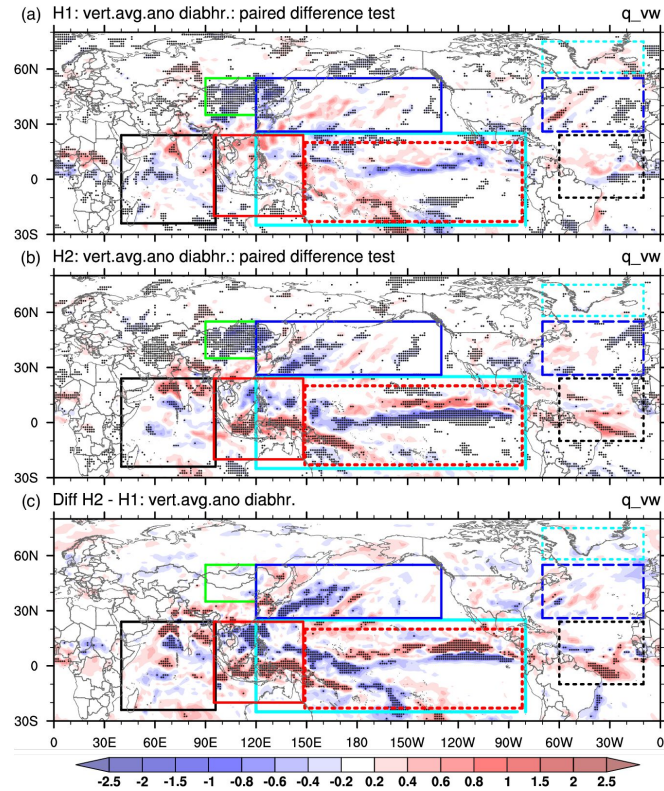 (a) H1: vert.avg.ano diabhr.: paired difference test q_vw
60N
30N
0
30S
(b) H2: vert.avg.ano diabhr.: paired difference test q_vw
60N
30N
0
30S
(c) Diff H2 - H1: vert.avg.ano diabhr. q_vw
60N
30N
0
30S
0 30E 60E 90E 120E 150E 180 150W 120W 90W 60W 30W 0
-2.5 -2 -1.5 -1 -0.8 -0.6 -0.4 -0.2 0.2 0.4 0.6 0.8 1 1.5 2 2.5